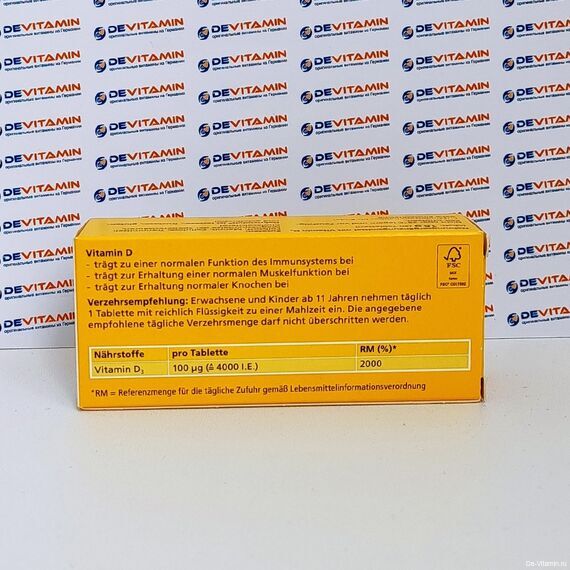 DEVITAMIN
оригинальные витамины из Германии
Vitamin D
- trägt zu einer normalen Funktion des Immunsystems bei
- trägt zur Erhaltung einer normalen Muskelfunktion bei
- trägt zur Erhaltung normaler Knochen bei
Verzehrsempfehlung: Erwachsene und Kinder ab 11 Jahren nehmen täglich
1 Tablette mit reichlich Flüssigkeit zu einer Mahlzeit ein. Die angegebene
empfohlene tägliche Verzehrsmenge darf nicht überschritten werden.
FSC
MIX
Nährstoffe pro Tablette RM (%)*
Vitamin D₃ 100 µg (≙ 4000 I.E.) 2000
*RM = Referenzmenge für die tägliche Zufuhr gemäß Lebensmittelinformationsverordnung
De-Vitamin.ru